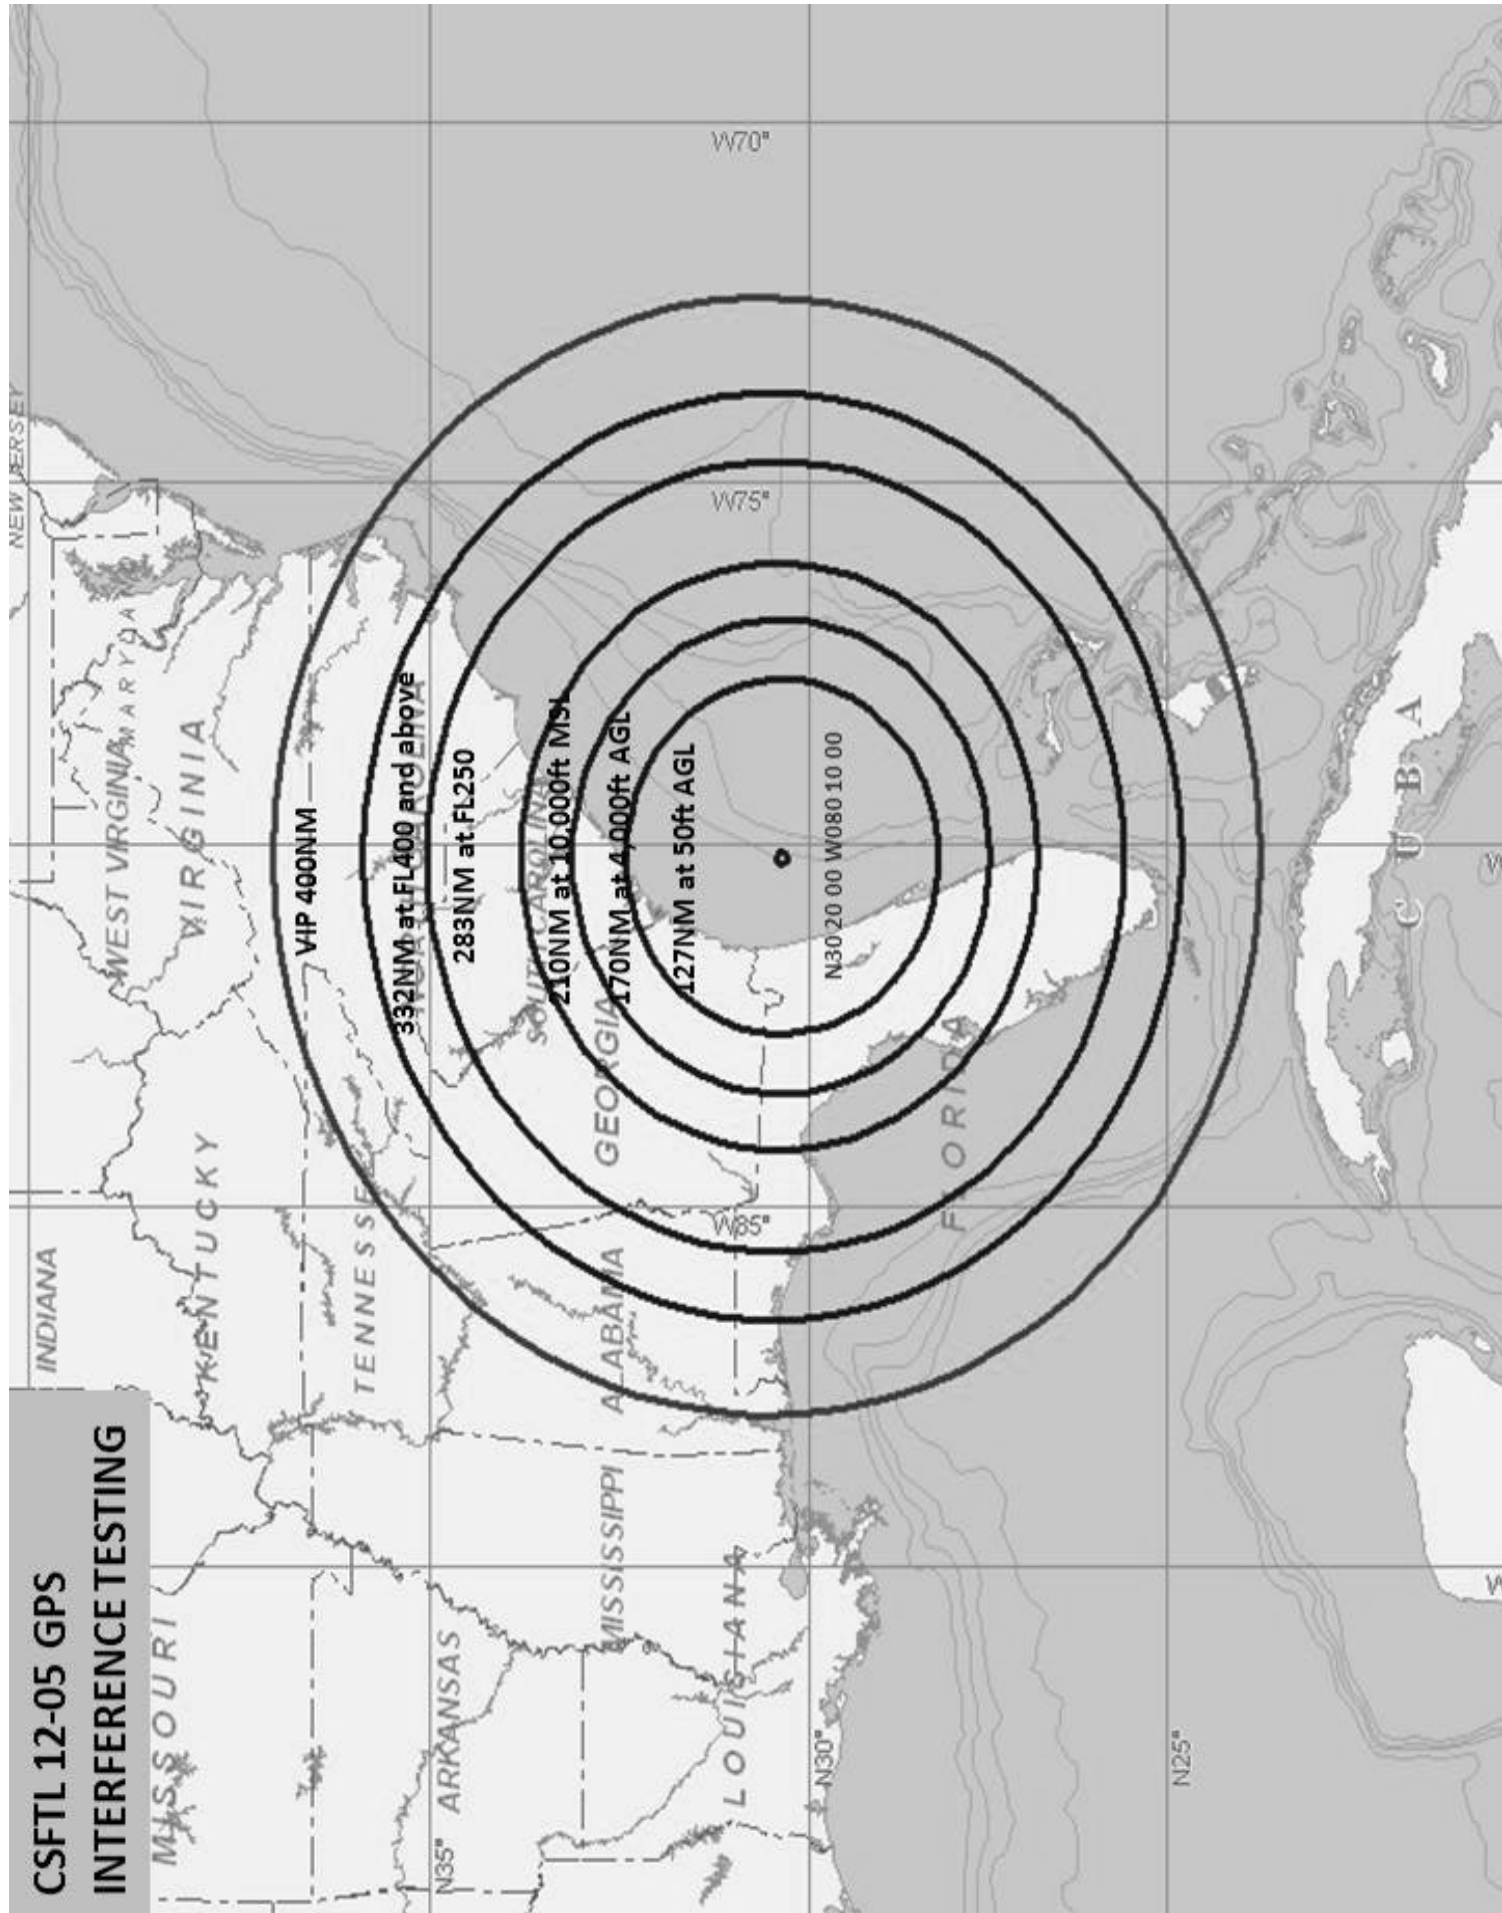 CSFTL 12-05 GPS
INTERFERENCE TESTING
NEW JERSEY
INDIANA
WEST VIRGINIA
MARYDA
VIRGINIA
MISSOURI
KENTUCKY
VIP 400NM
TENNESSE
332NM at FL400 and above
NORTH CAROLINA
N35°
ARKANSAS
283NM at FL250
SOUTH CAROLINA
210NM at 10,000ft MSL
MISSISSIPPI
ALABAMA
GEORGIA
170NM at 4,000ft AGL
127NM at 50ft AGL
LOUISIANA
W85°
W75°
W70°
N30°
N30 20 00 W080 10 00
FLORIDA
N25°
CUBA
W
W